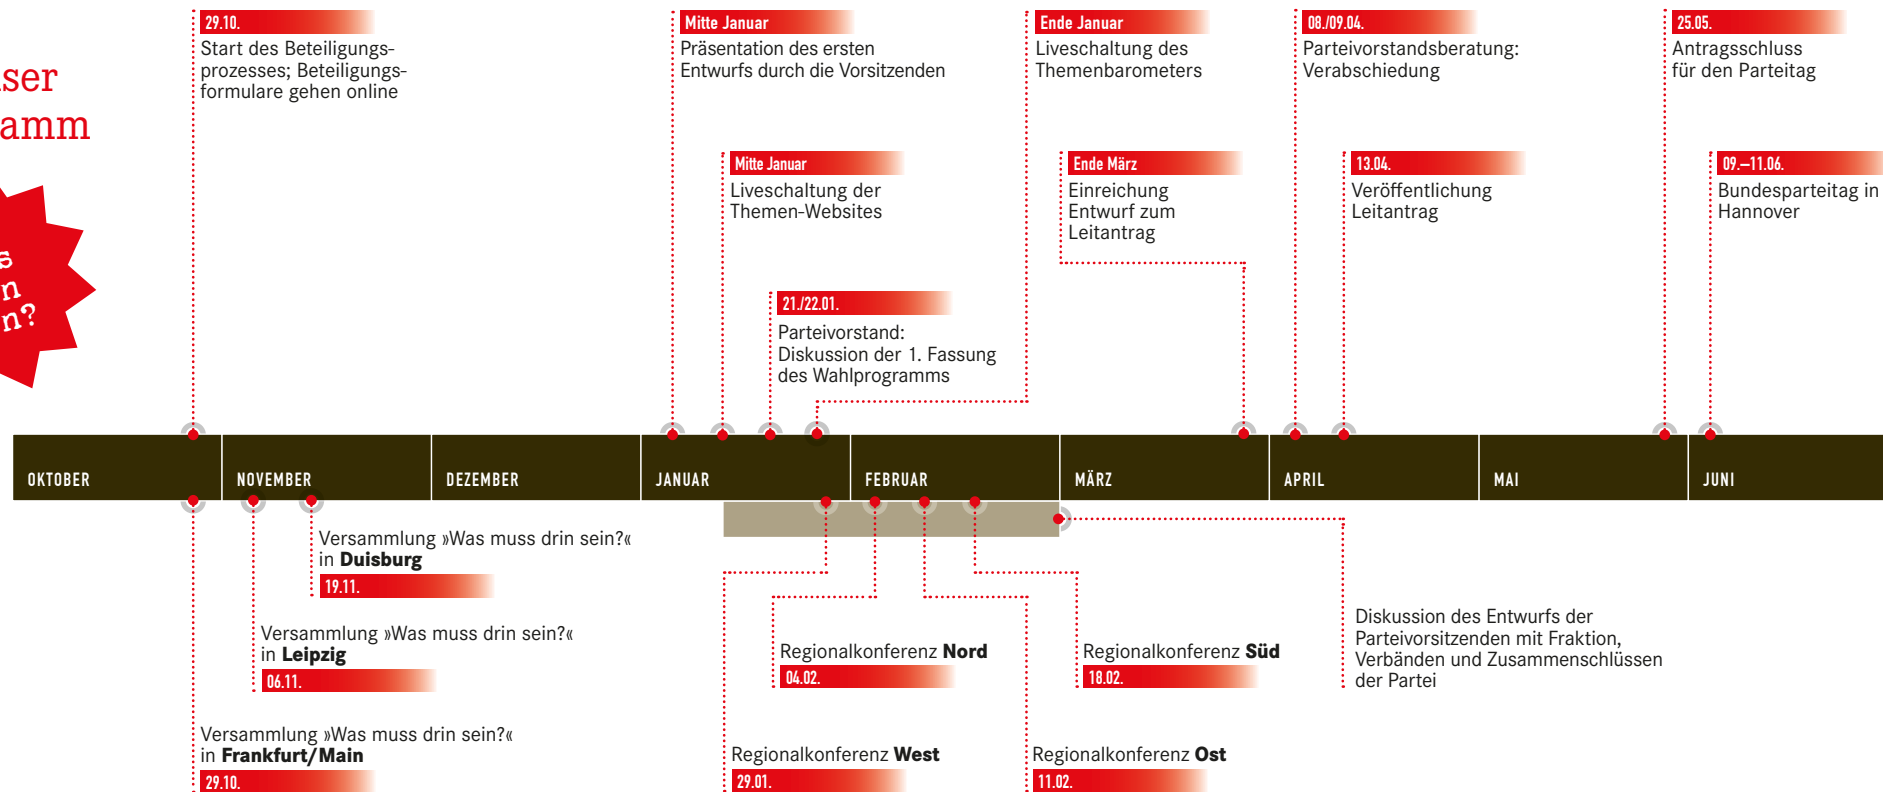 29.10.
Start des Beteiligungs-
prozesses; Beteiligungs-
formulare gehen online
Mitte Januar
Präsentation des ersten
Entwurfs durch die Vorsitzenden
Ende Januar
Liveschaltung des
Themenbarometers
08./09.04.
Parteivorstandsberatung:
Verabschiedung
25.05.
Antragsschluss
für den Parteitag
Mitte Januar
Liveschaltung der
Themen-Websites
Ende März
Einreichung
Entwurf zum
Leitantrag
13.04.
Veröffentlichung
Leitantrag
09.–11.06.
Bundesparteitag in
Hannover
21./22.01.
Parteivorstand:
Diskussion der 1. Fassung
des Wahlprogramms
OKTOBER
NOVEMBER
DEZEMBER
JANUAR
FEBRUAR
MÄRZ
APRIL
MAI
JUNI
Versammlung »Was muss drin sein?«
in Duisburg
19.11.
Versammlung »Was muss drin sein?«
in Leipzig
06.11.
Versammlung »Was muss drin sein?«
in Frankfurt/Main
29.10.
Regionalkonferenz Nord
04.02.
Regionalkonferenz Süd
18.02.
Regionalkonferenz West
29.01.
Regionalkonferenz Ost
11.02.
Diskussion des Entwurfs der
Parteivorsitzenden mit Fraktion,
Verbänden und Zusammenschlüssen
der Partei